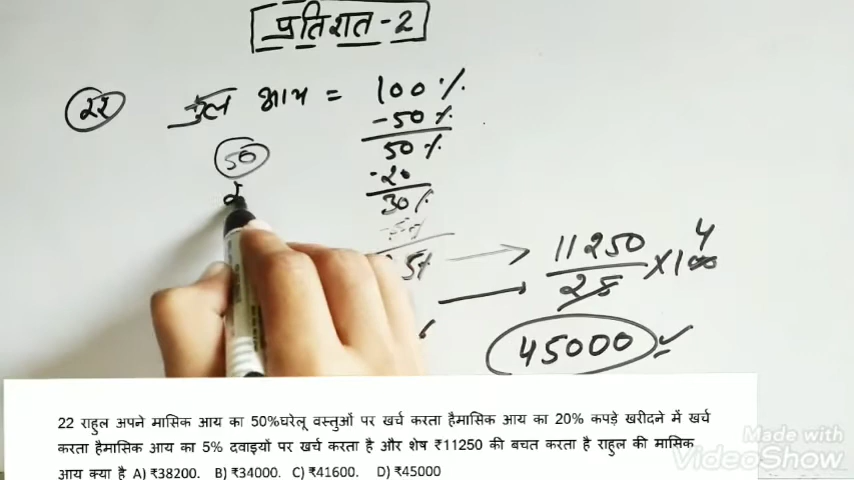 प्रतिशत-2
22 कुल आय = 100%
-50%
50%
50%
-20
30%
-5%
25%
11250
25
×100
4
45000
22 राहुल अपने मासिक आय का 50%घरेलू वस्तुओं पर खर्च करता हैमासिक आय का 20% कपड़े खरीदने में खर्च
करता हैमासिक आय का 5% दवाइयों पर खर्च करता है और शेष ₹11250 की बचत करता है राहुल की मासिक
आय क्या है A) ₹38200. B) ₹34000. C) ₹41600. D) ₹45000
Made with
VideoShow